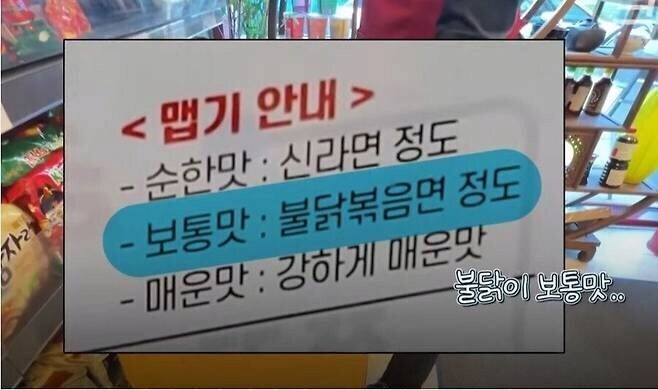 < 맵기 안내 >
- 순한맛 : 신라면 정도
- 보통맛 : 불닭볶음면 정도
- 매운맛 : 강하게 매운맛
불닭이 보통맛..